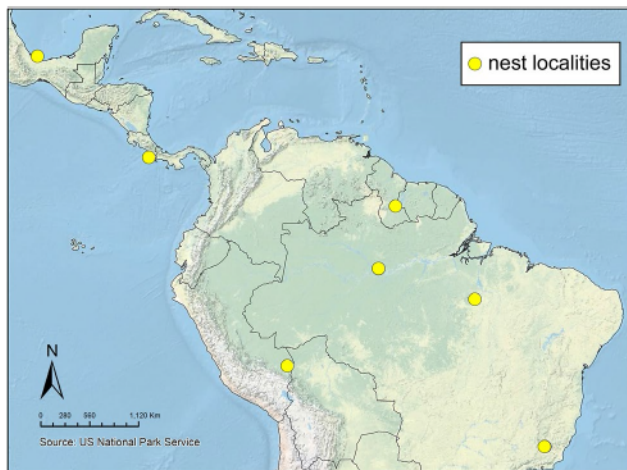 nest localities
N
0 280 560 1,120 Km
Source: US National Park Service